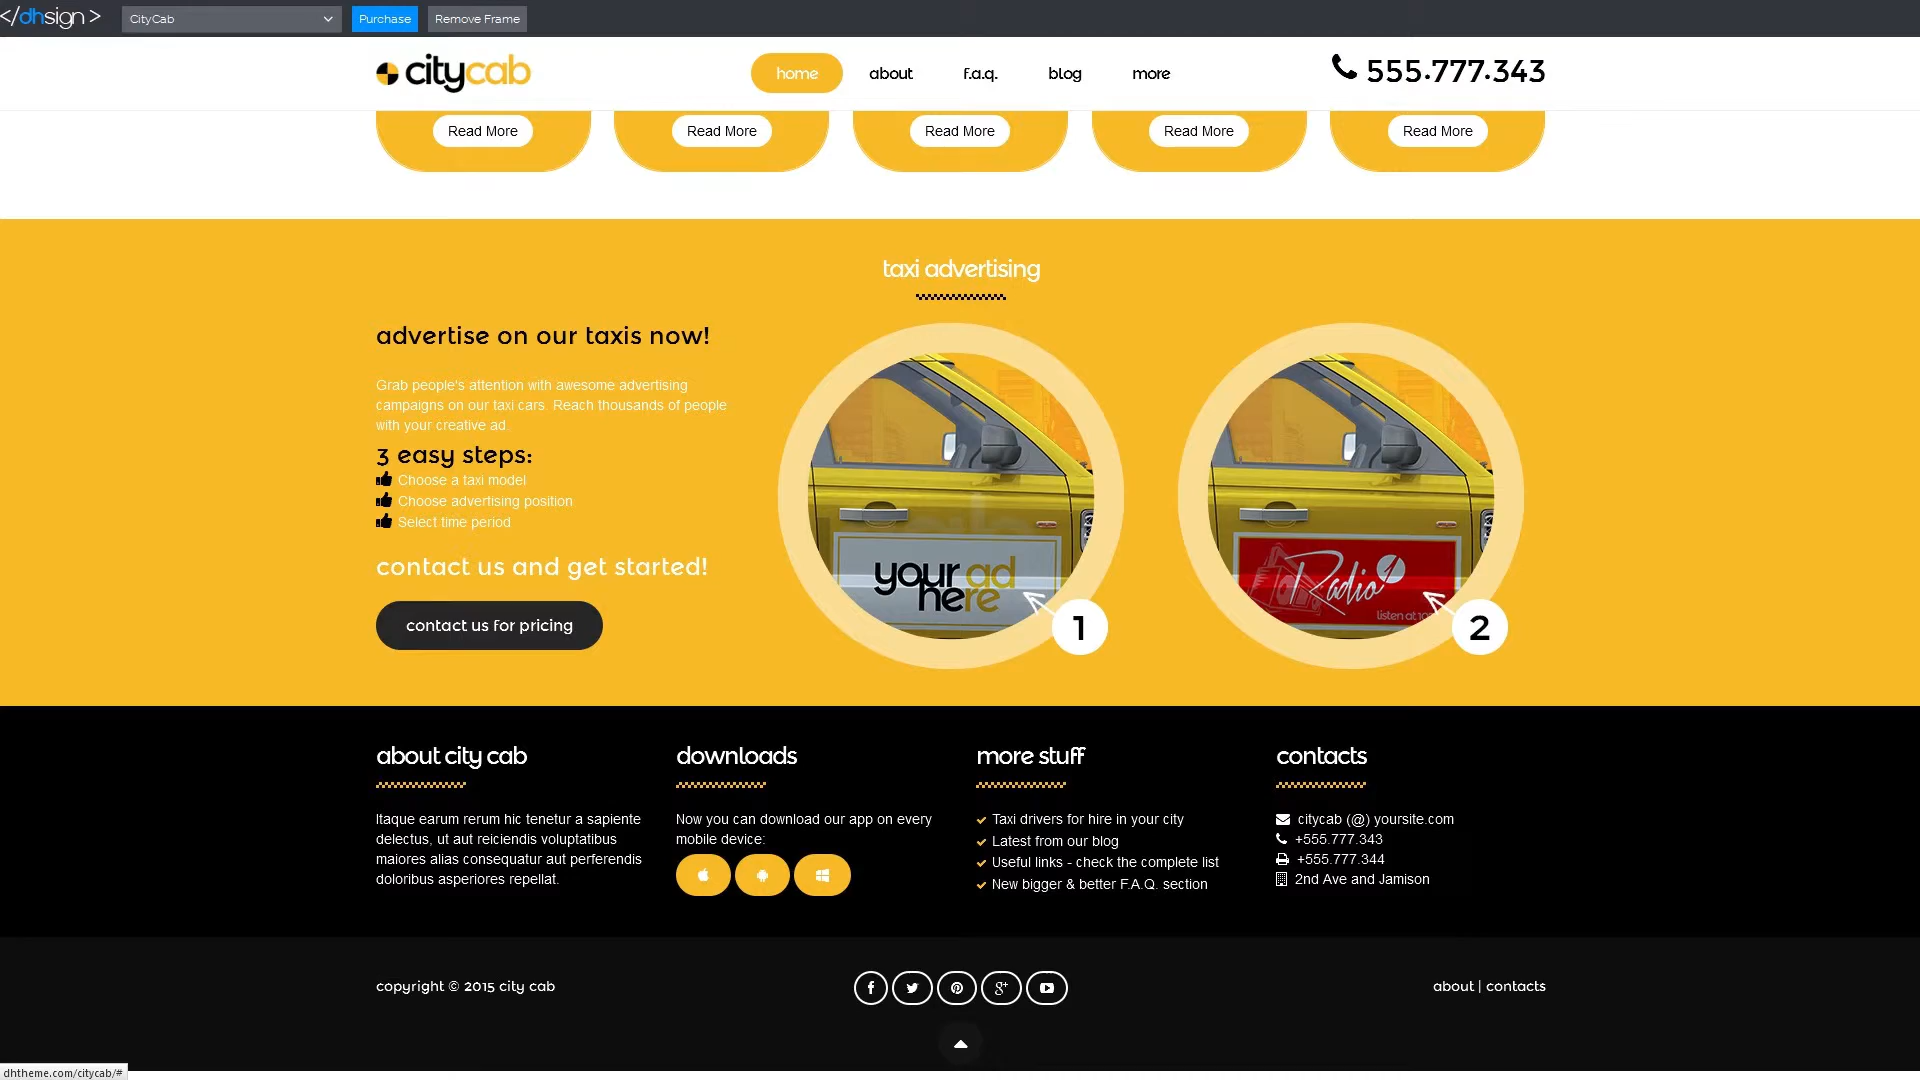 </dhsign>
CityCab
Purchase
Remove Frame
citycab
home
about
f.a.q.
blog
more
555.777.343
Read More
Read More
Read More
Read More
Read More
taxi advertising
advertise on our taxis now!
Grab people's attention with awesome advertising
campaigns on our taxi cars. Reach thousands of people
with your creative ad.
3 easy steps:
Choose a taxi model
Choose advertising position
Select time period
contact us and get started!
contact us for pricing
your ad
here
1
Radio1
listen at
2
about city cab
Itaque earum rerum hic tenetur a sapiente
delectus, ut aut reiciendis voluptatibus
maiores alias consequatur aut perferendis
doloribus asperiores repellat.
downloads
Now you can download our app on every
mobile device:
more stuff
Taxi drivers for hire in your city
Latest from our blog
Useful links - check the complete list
New bigger & better F.A.Q. section
contacts
citycab (@) yoursite.com
+555.777.343
+555.777.344
2nd Ave and Jamison
copyright © 2015 city cab
about | contacts
dhtheme.com/citycab/#